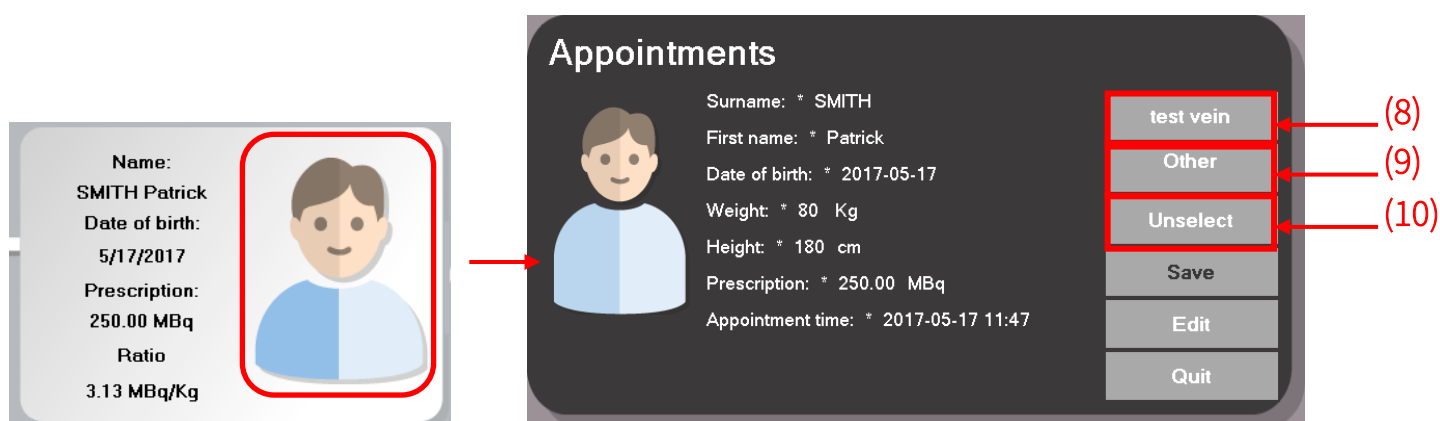 Name:
SMITH Patrick
Date of birth:
5/17/2017
Prescription:
250.00 MBq
Ratio
3.13 MBq/Kg
Appointments
Surname: * SMITH
First name: * Patrick
Date of birth: * 2017-05-17
Weight: * 80 Kg
Height: * 180 cm
Prescription: * 250.00 MBq
Appointment time: * 2017-05-17 11:47
test vein
Other
Unselect
Save
Edit
Quit
(8)
(9)
(10)